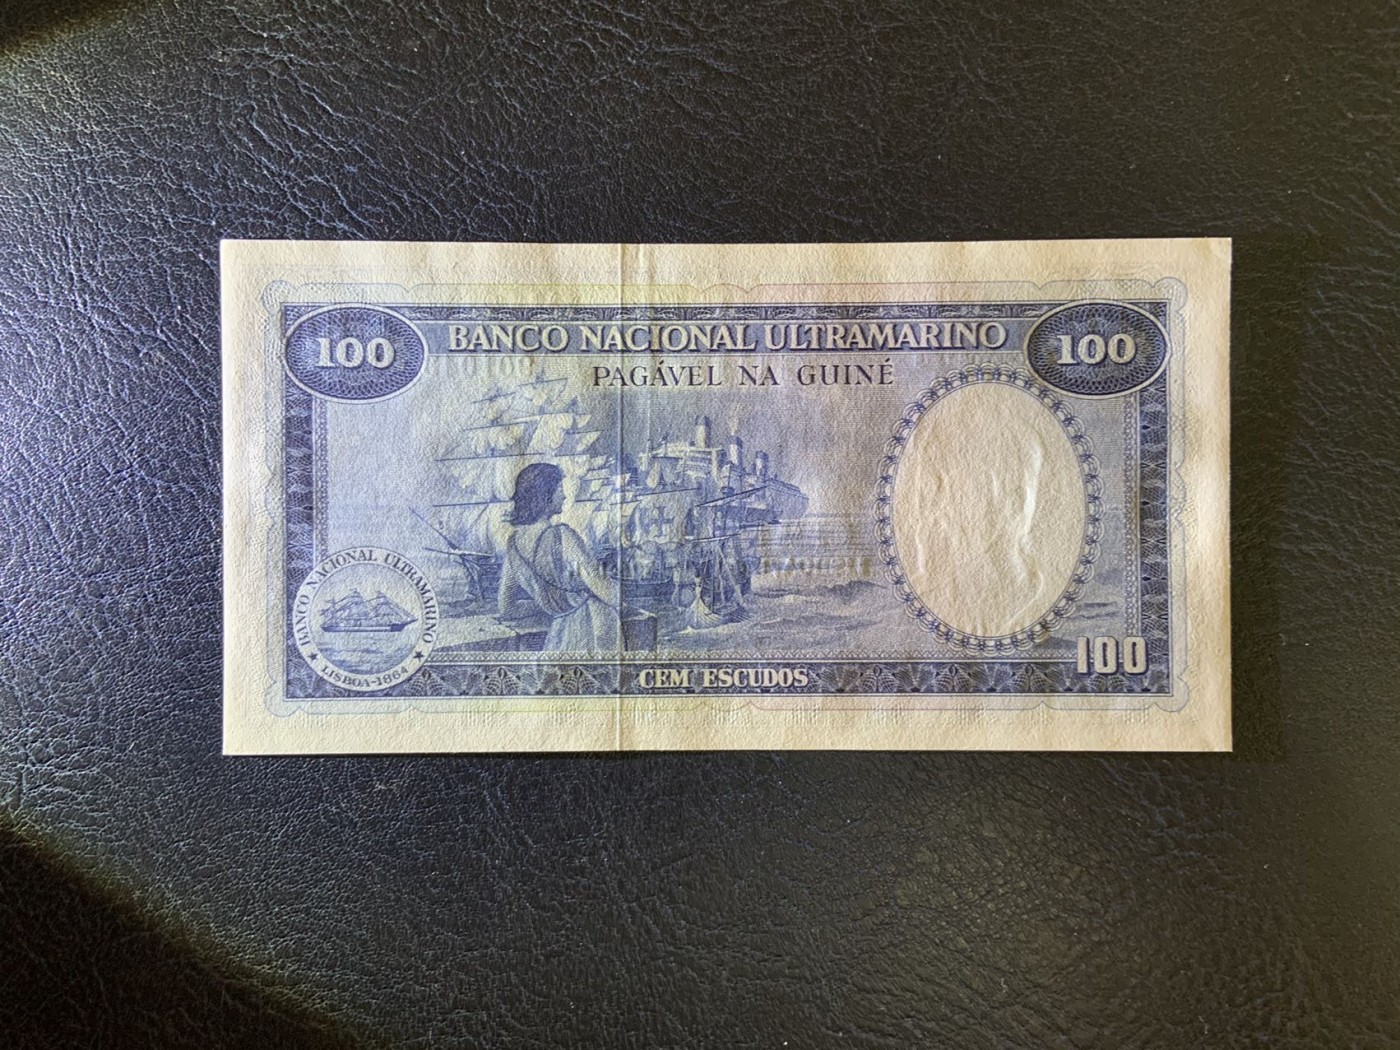 100
BANCO NACIONAL ULTRAMARINO
100
PAGÁVEL NA GUINÉ
BANCO NACIONAL ULTRAMARINO
★ LISBOA-1864 ★
CEM ESCUDOS
100